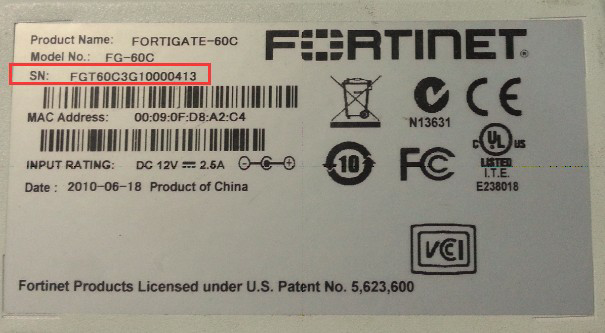 Product Name: FORTIGATE-60C
FORTINET®
Model No.: FG-60C
SN: FGT60C3G10000413
N13631
MAC Address: 00:09:0F:D8:A2:C4
10
FC
c UL US
LISTED
I.T.E.
E238018
INPUT RATING: DC 12V ⎓ 2.5A
Date : 2010-06-18 Product of China
VCI
Fortinet Products Licensed under U.S. Patent No. 5,623,600